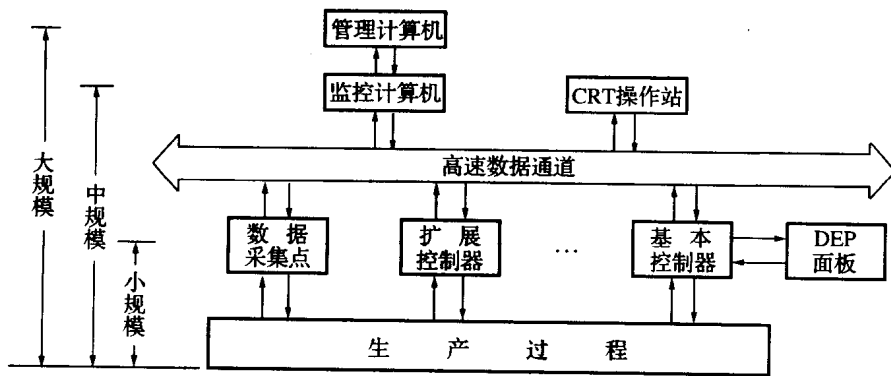 管理计算机
监控计算机
CRT操作站
高速数据通道
大规模
中规模
小规模
数据
采集点
扩展
控制器
…
基本
控制器
DEP
面板
生产过程